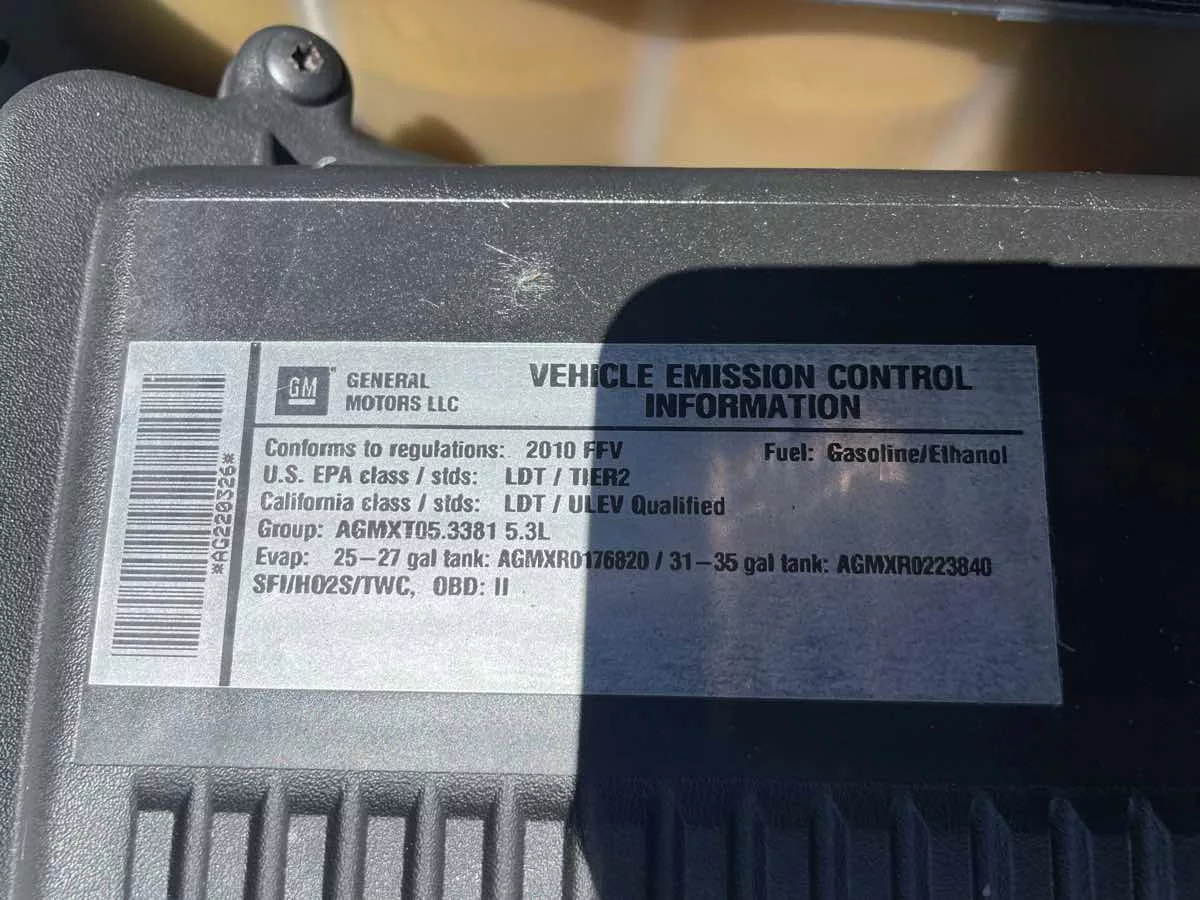 *AG220326*
GM
GENERAL
MOTORS LLC
VEHICLE EMISSION CONTROL
INFORMATION
Conforms to regulations: 2010 FFV Fuel: Gasoline/Ethanol
U.S. EPA class / stds: LDT / TIER2
California class / stds: LDT / ULEV Qualified
Group: AGMXT05.3381 5.3L
Evap: 25-27 gal tank: AGMXR0176820 / 31-35 gal tank: AGMXR0223840
SFI/HO2S/TWC, OBD: II